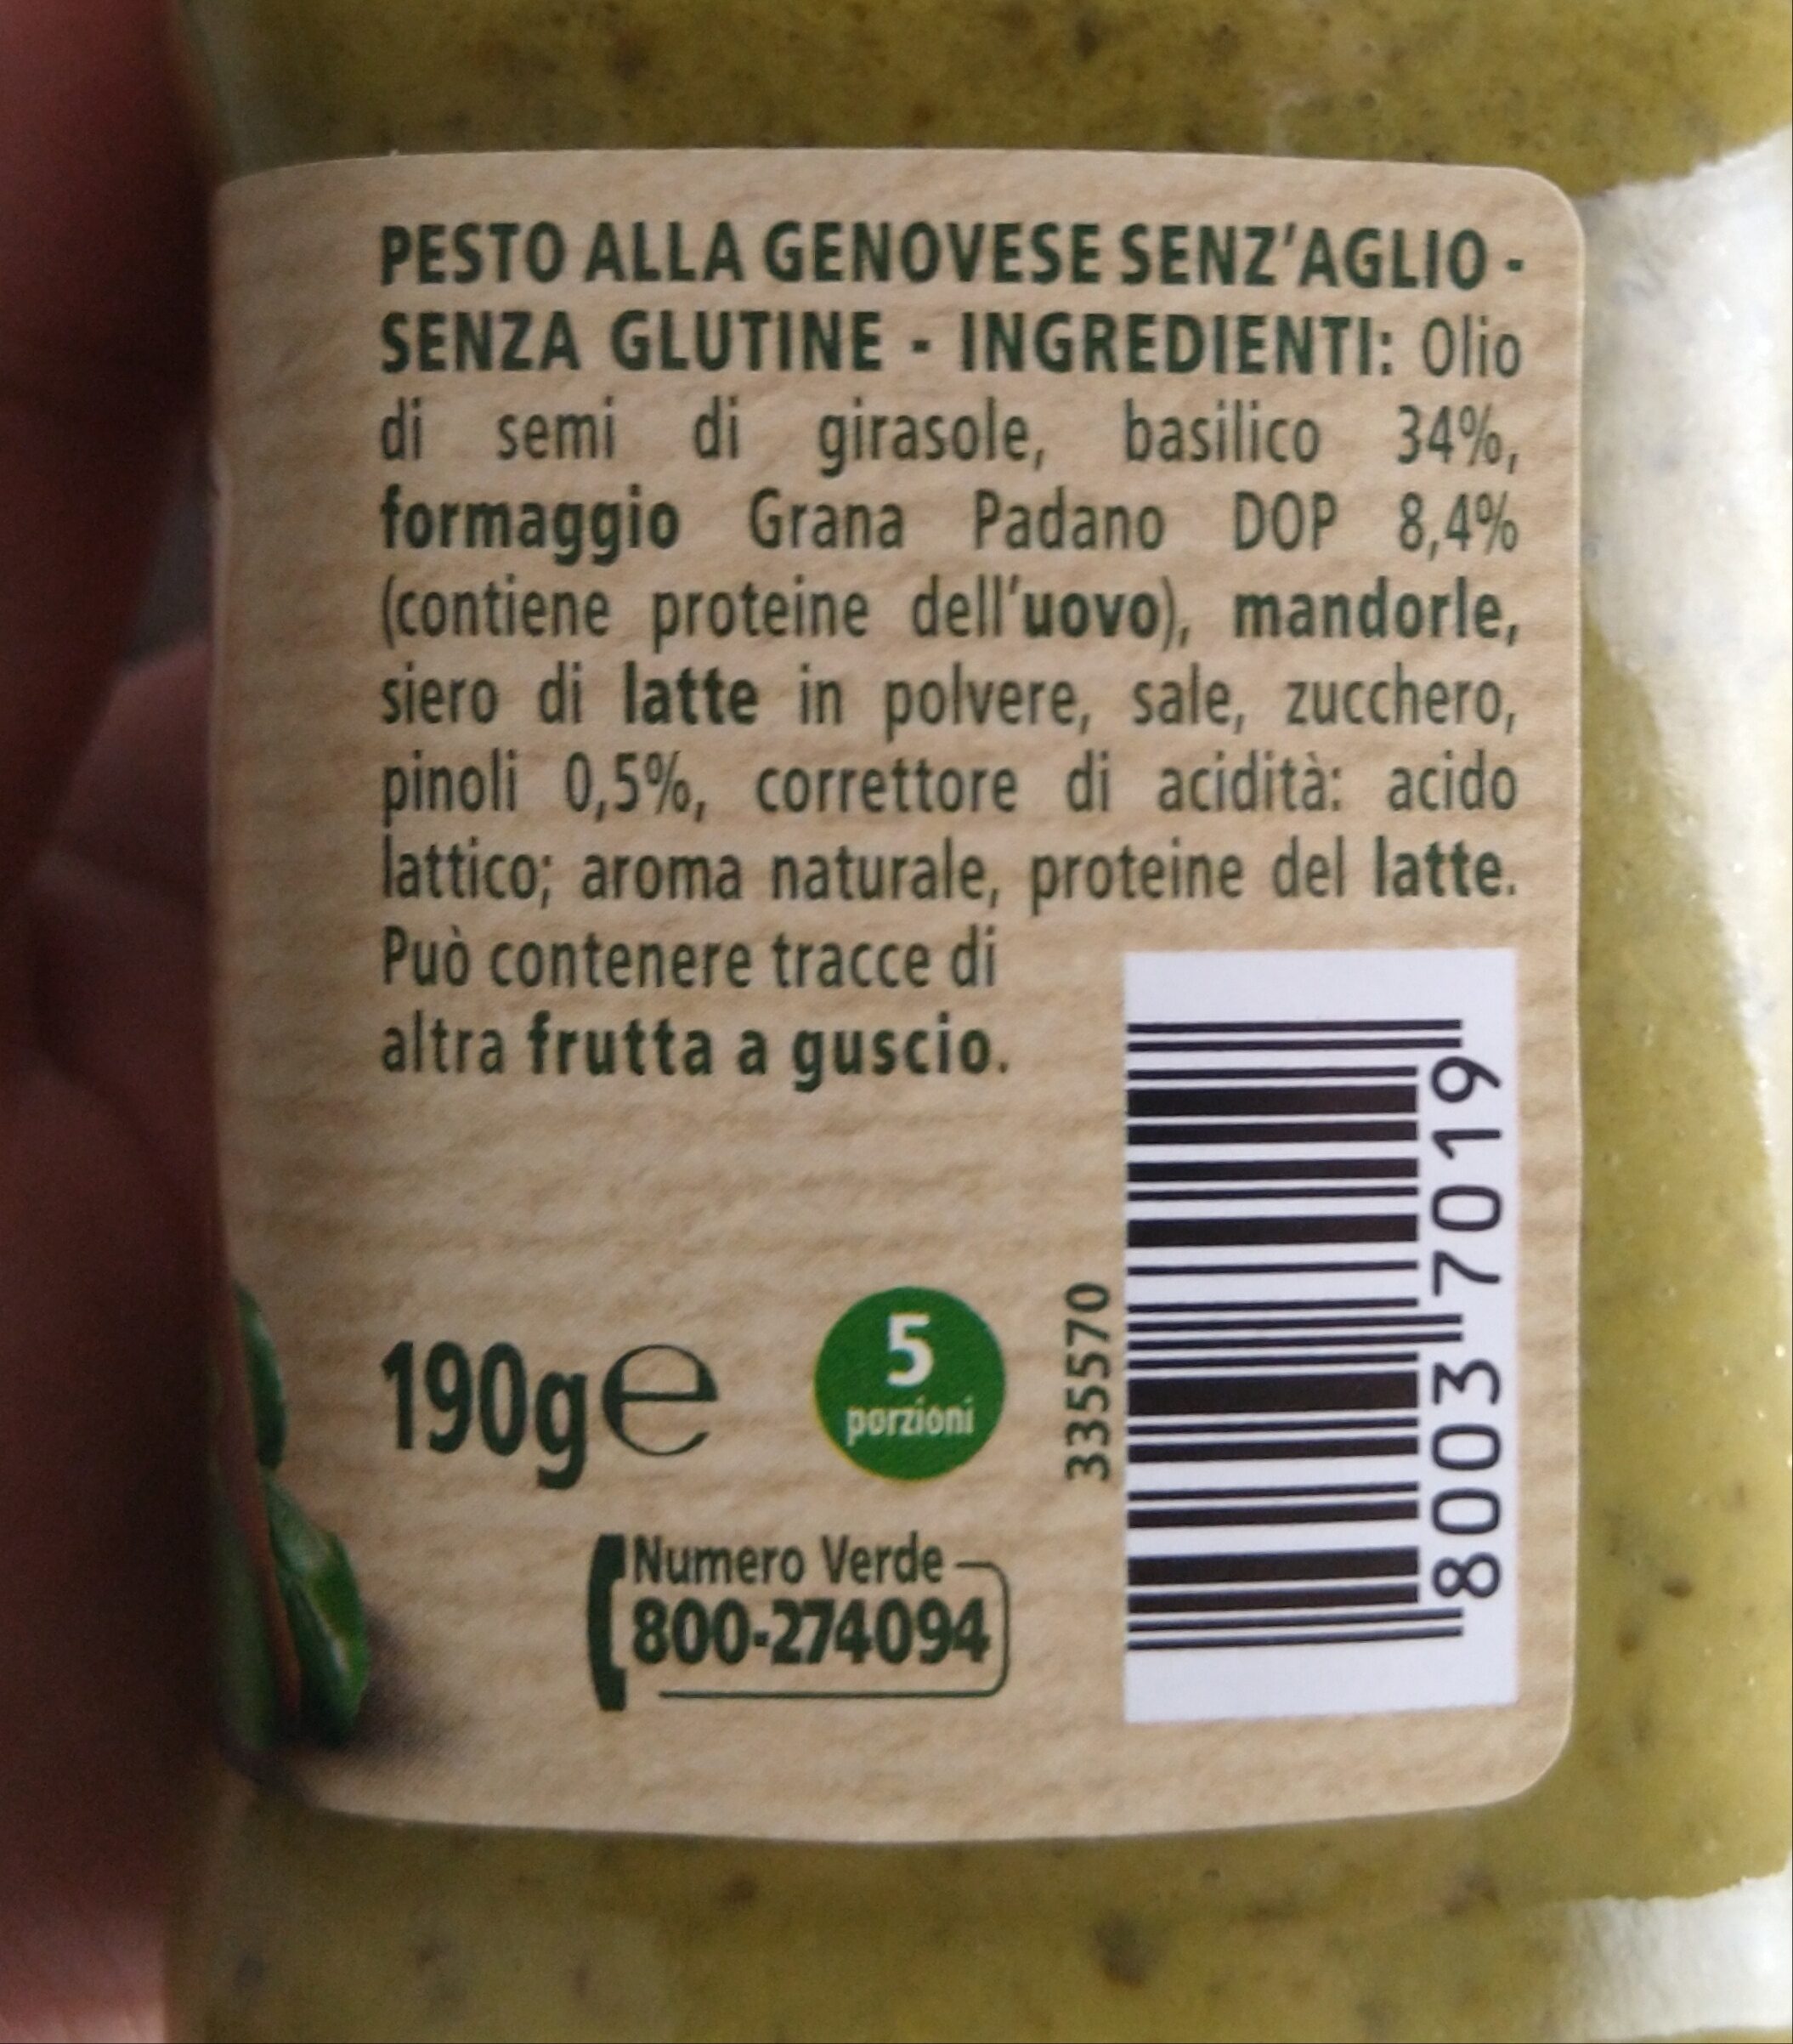 PESTO ALLA GENOVESE SENZ'AGLIO -
SENZA GLUTINE - INGREDIENTI: Olio
di semi di girasole, basilico 34%,
formaggio Grana Padano DOP 8,4%
(contiene proteine dell'uovo), mandorle,
siero di latte in polvere, sale, zucchero,
pinoli 0,5%, correttore di acidità: acido
lattico; aroma naturale, proteine del latte.
Può contenere tracce di
altra frutta a guscio.
190g e
5
porzioni
Numero Verde
800-274094
335570
8003 7019